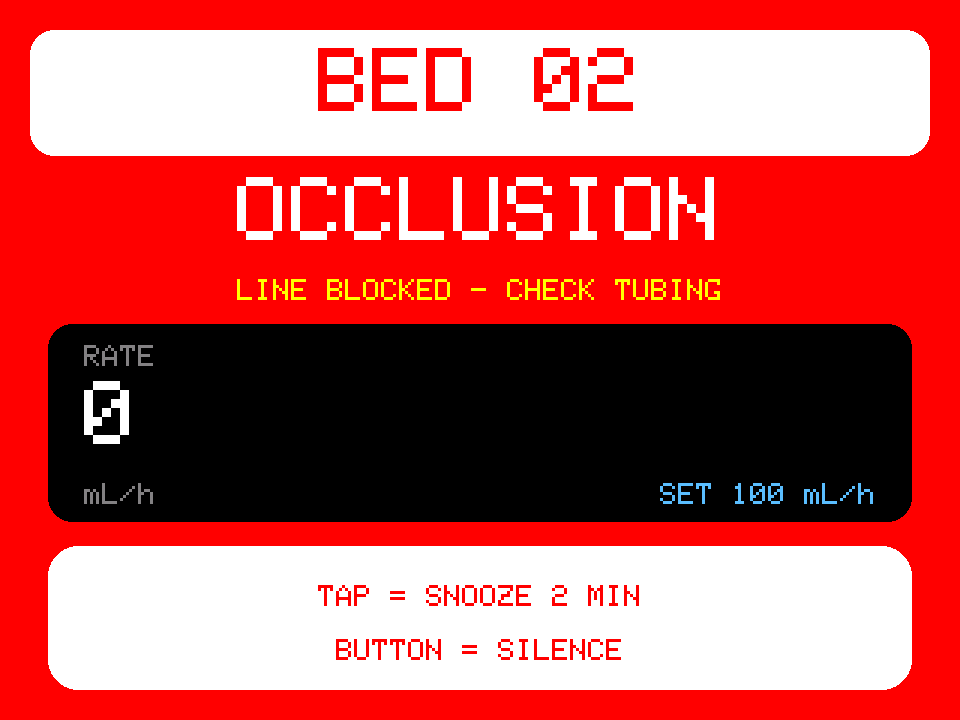 BED 02
OCCLUSION
LINE BLOCKED - CHECK TUBING
RATE
0
mL/h
SET 100 mL/h
TAP = SNOOZE 2 MIN
BUTTON = SILENCE